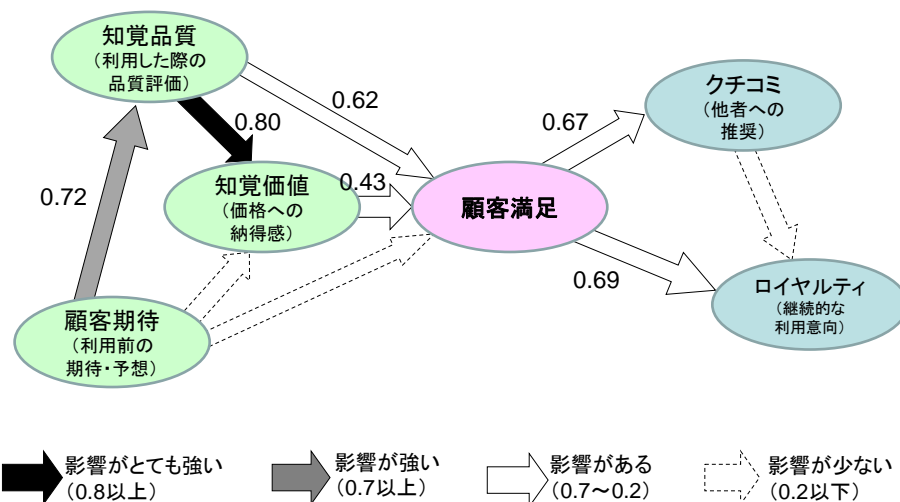 知覚品質
(利用した際の
品質評価)
0.62
クチコミ
(他者への
推奨)
0.67
0.80
0.72
知覚価値
(価格への
納得感)
0.43
顧客満足
0.69
ロイヤルティ
(継続的な
利用意向)
顧客期待
(利用前の
期待・予想)
影響がとても強い
(0.8以上)
影響が強い
(0.7以上)
影響がある
(0.7～0.2)
影響が少ない
(0.2以下)